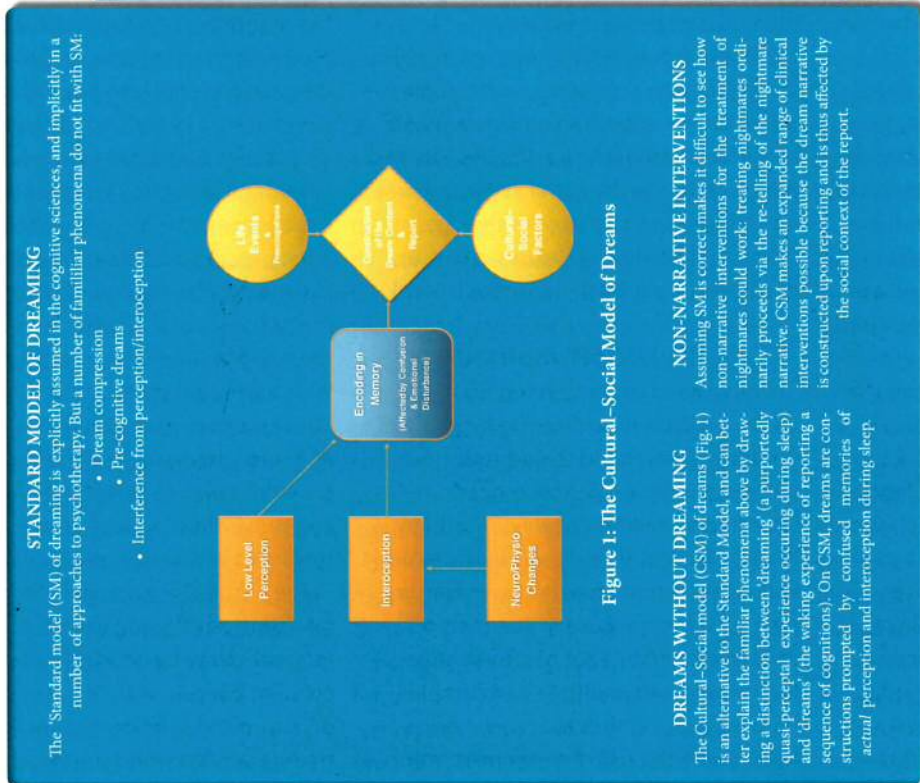 STANDARD MODEL OF DREAMING
The 'Standard model' (SM) of dreaming is explicitly assumed in the cognitive sciences, and implicitly in a
number of approaches to psychotherapy. But a number of famililiar phenomena do not fit with SM:
• Dream compression
• Pre-cognitive dreams
• Interference from perception/interoception
Low Level
Perception
Interoception
Neuro/Physio
Changes
Encoding in
Memory
(Affected by Confusion
& Emotional
Disturbance)
Life
Events
&
Preoccupations
Construction
of the
Dream Content
&
Report
Cultural-
Social
Factors
Figure 1: The Cultural–Social Model of Dreams
DREAMS WITHOUT DREAMING
The Cultural–Social model (CSM) of dreams (Fig. 1)
is an alternative to the Standard Model, and can bet-
ter explain the familiar phenomena above by draw-
ing a distinction between 'dreaming' (a purportedly
quasi-perceptal experience occuring during sleep)
and 'dreams' (the waking experience of reporting a
sequence of cognitions). On CSM, dreams are con-
structions prompted by confused memories of
actual perception and interoception during sleep.
NON-NARRATIVE INTERVENTIONS
Assuming SM is correct makes it difficult to see how
non-narrative interventions for the treatment of
nightmares could work: treating nightmares ordi-
narily proceeds via the re-telling of the nightmare
narrative. CSM makes an expanded range of clinical
interventions possible because the dream narrative
is constructed upon reporting and is thus affected by
the social context of the report.